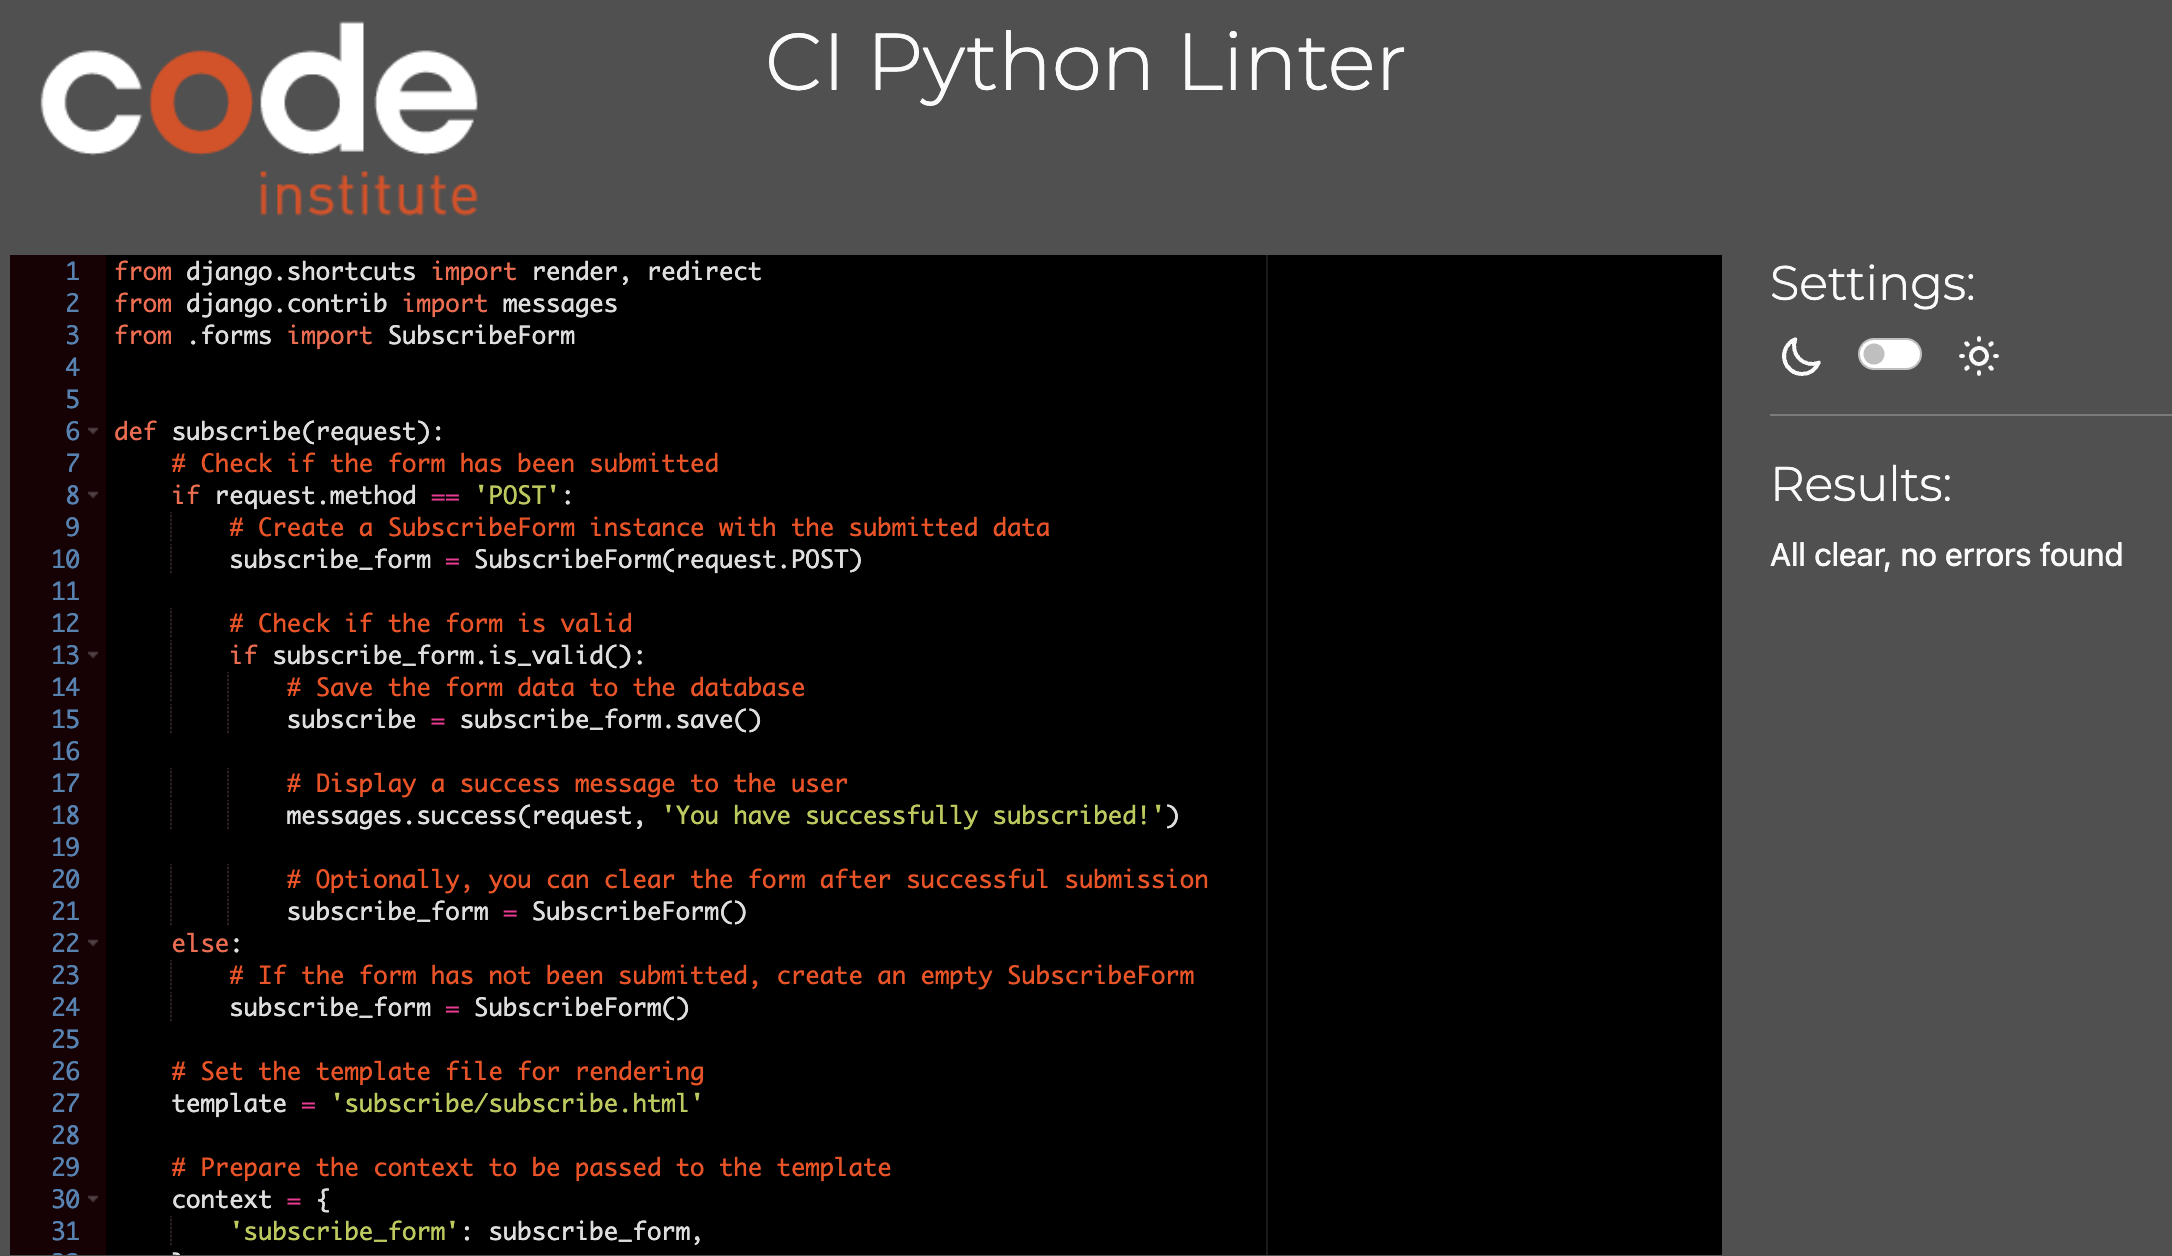 code
institute
CI Python Linter
1 from django.shortcuts import render, redirect
2 from django.contrib import messages
3 from .forms import SubscribeForm
4
5
6 def subscribe(request):
7     # Check if the form has been submitted
8     if request.method == 'POST':
9         # Create a SubscribeForm instance with the submitted data
10         subscribe_form = SubscribeForm(request.POST)
11
12         # Check if the form is valid
13         if subscribe_form.is_valid():
14             # Save the form data to the database
15             subscribe = subscribe_form.save()
16
17             # Display a success message to the user
18             messages.success(request, 'You have successfully subscribed!')
19
20             # Optionally, you can clear the form after successful submission
21             subscribe_form = SubscribeForm()
22     else:
23         # If the form has not been submitted, create an empty SubscribeForm
24         subscribe_form = SubscribeForm()
25
26     # Set the template file for rendering
27     template = 'subscribe/subscribe.html'
28
29     # Prepare the context to be passed to the template
30     context = {
31         'subscribe_form': subscribe_form,
Settings:
Results:
All clear, no errors found